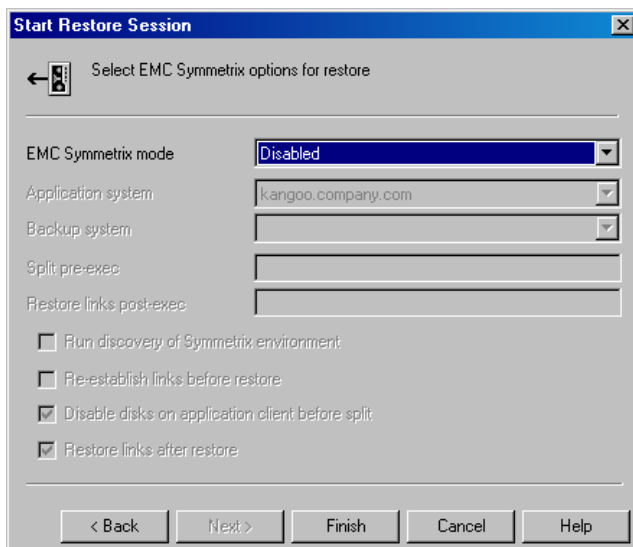 Start Restore Session
Select EMC Symmetrix options for restore
EMC Symmetrix mode
Disabled
Application system
kangoo.company.com
Backup system
Split pre-exec
Restore links post-exec
Run discovery of Symmetrix environment
Re-establish links before restore
Disable disks on application client before split
Restore links after restore
< Back
Next >
Finish
Cancel
Help